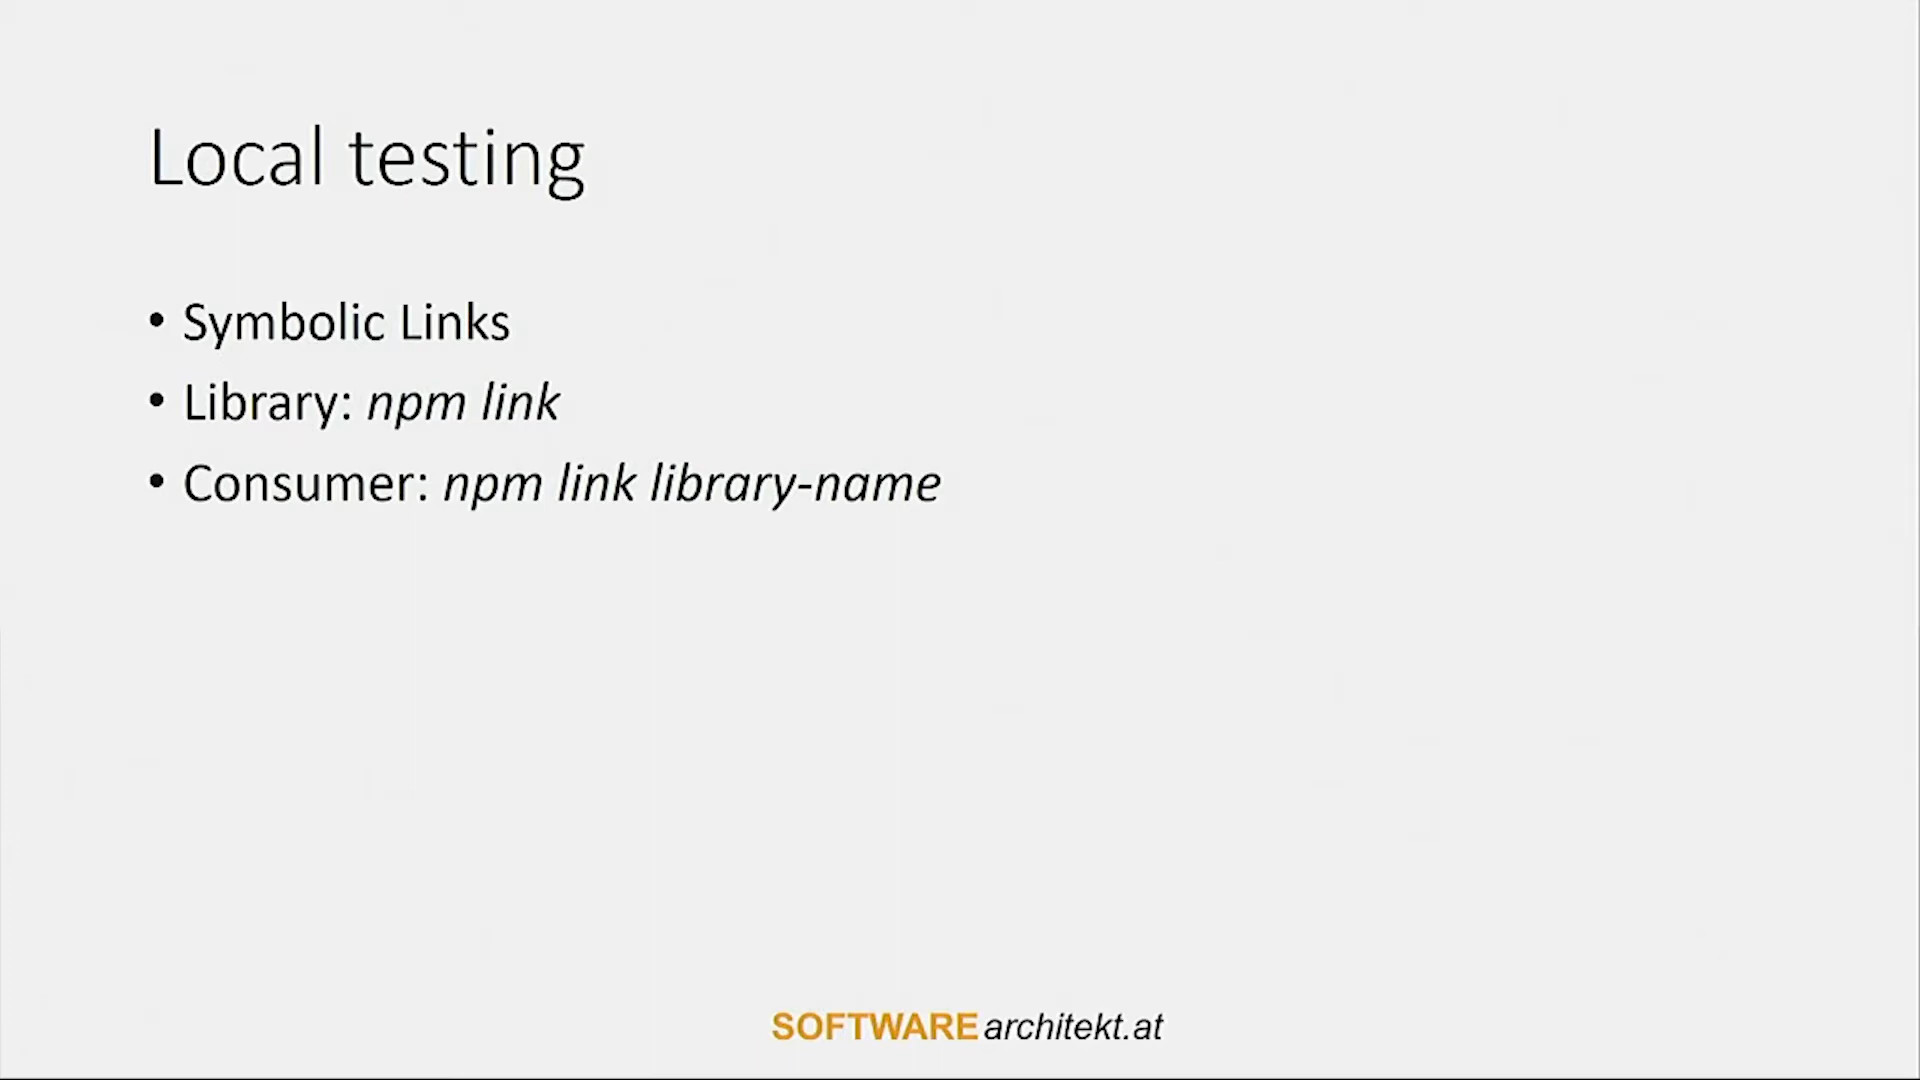 Local testing
• Symbolic Links
• Library: npm link
• Consumer: npm link library-name
SOFTWAREarchitekt.at